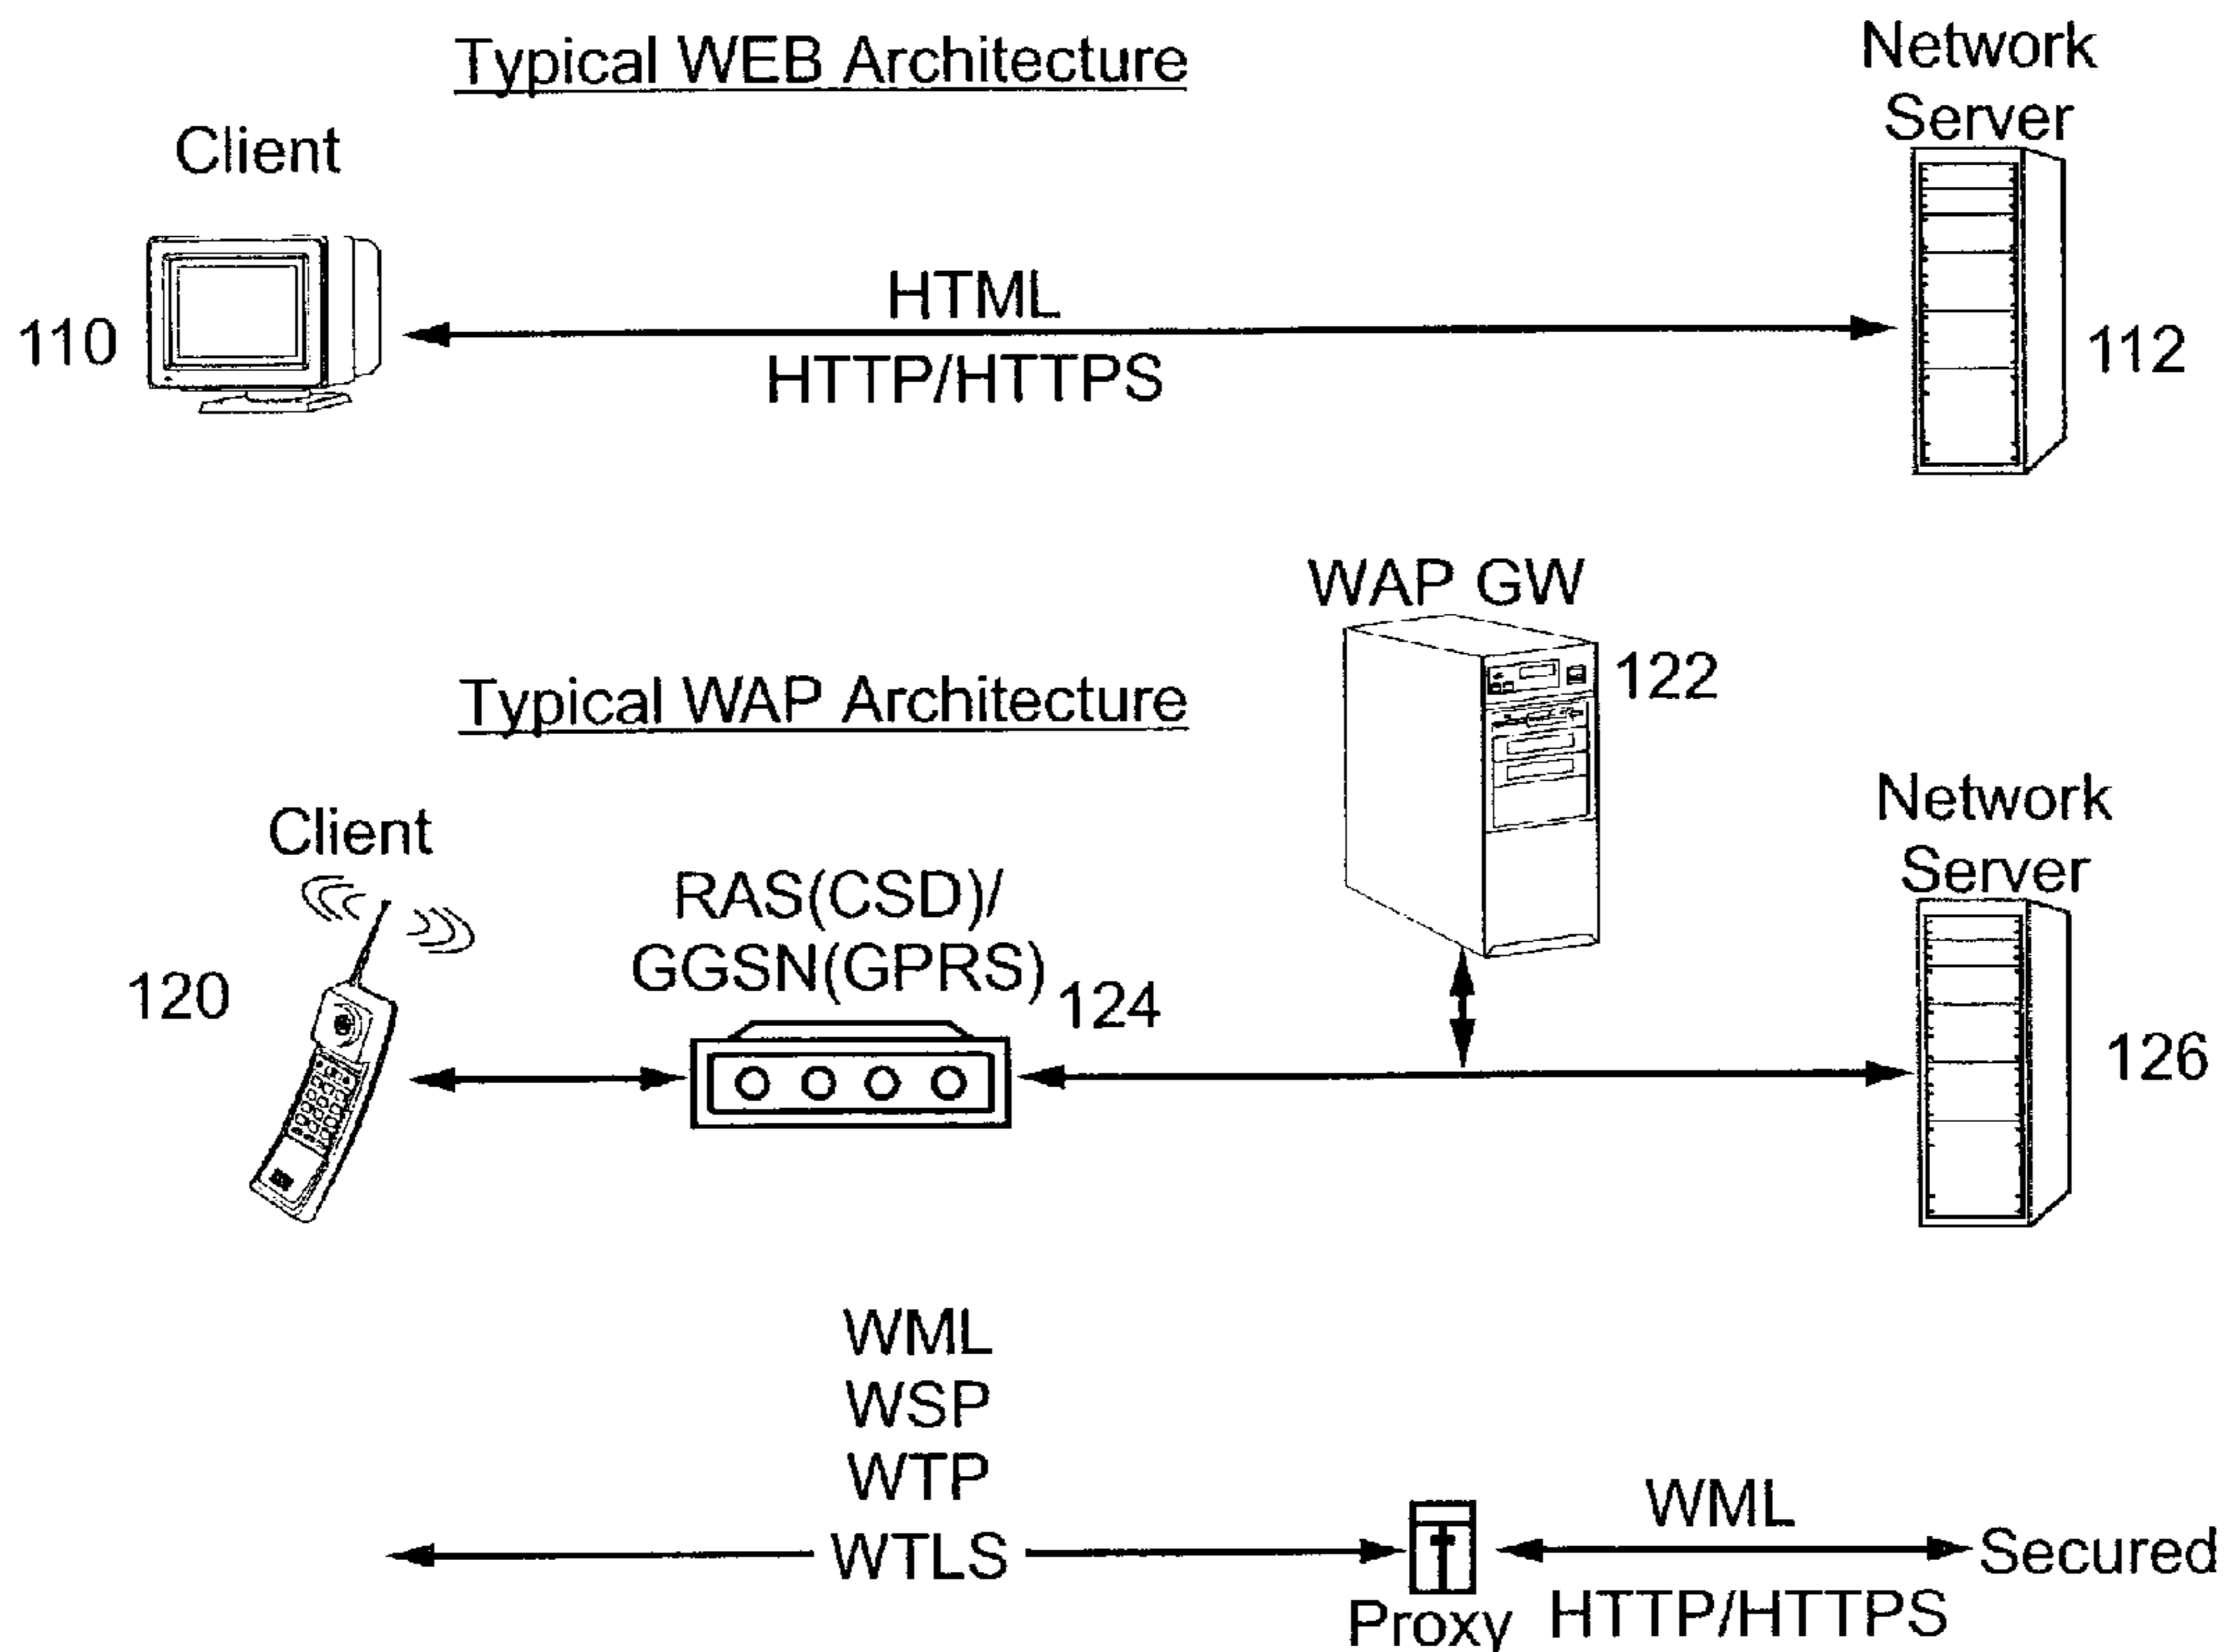 Typical WEB Architecture
Network
Server
Client
110
HTML
HTTP/HTTPS
112
WAP GW
122
Typical WAP Architecture
Client
120
RAS(CSD)/
GGSN(GPRS)
124
Network
Server
126
WML
WSP
WTP
WTLS
Proxy
WML
HTTP/HTTPS
Secured